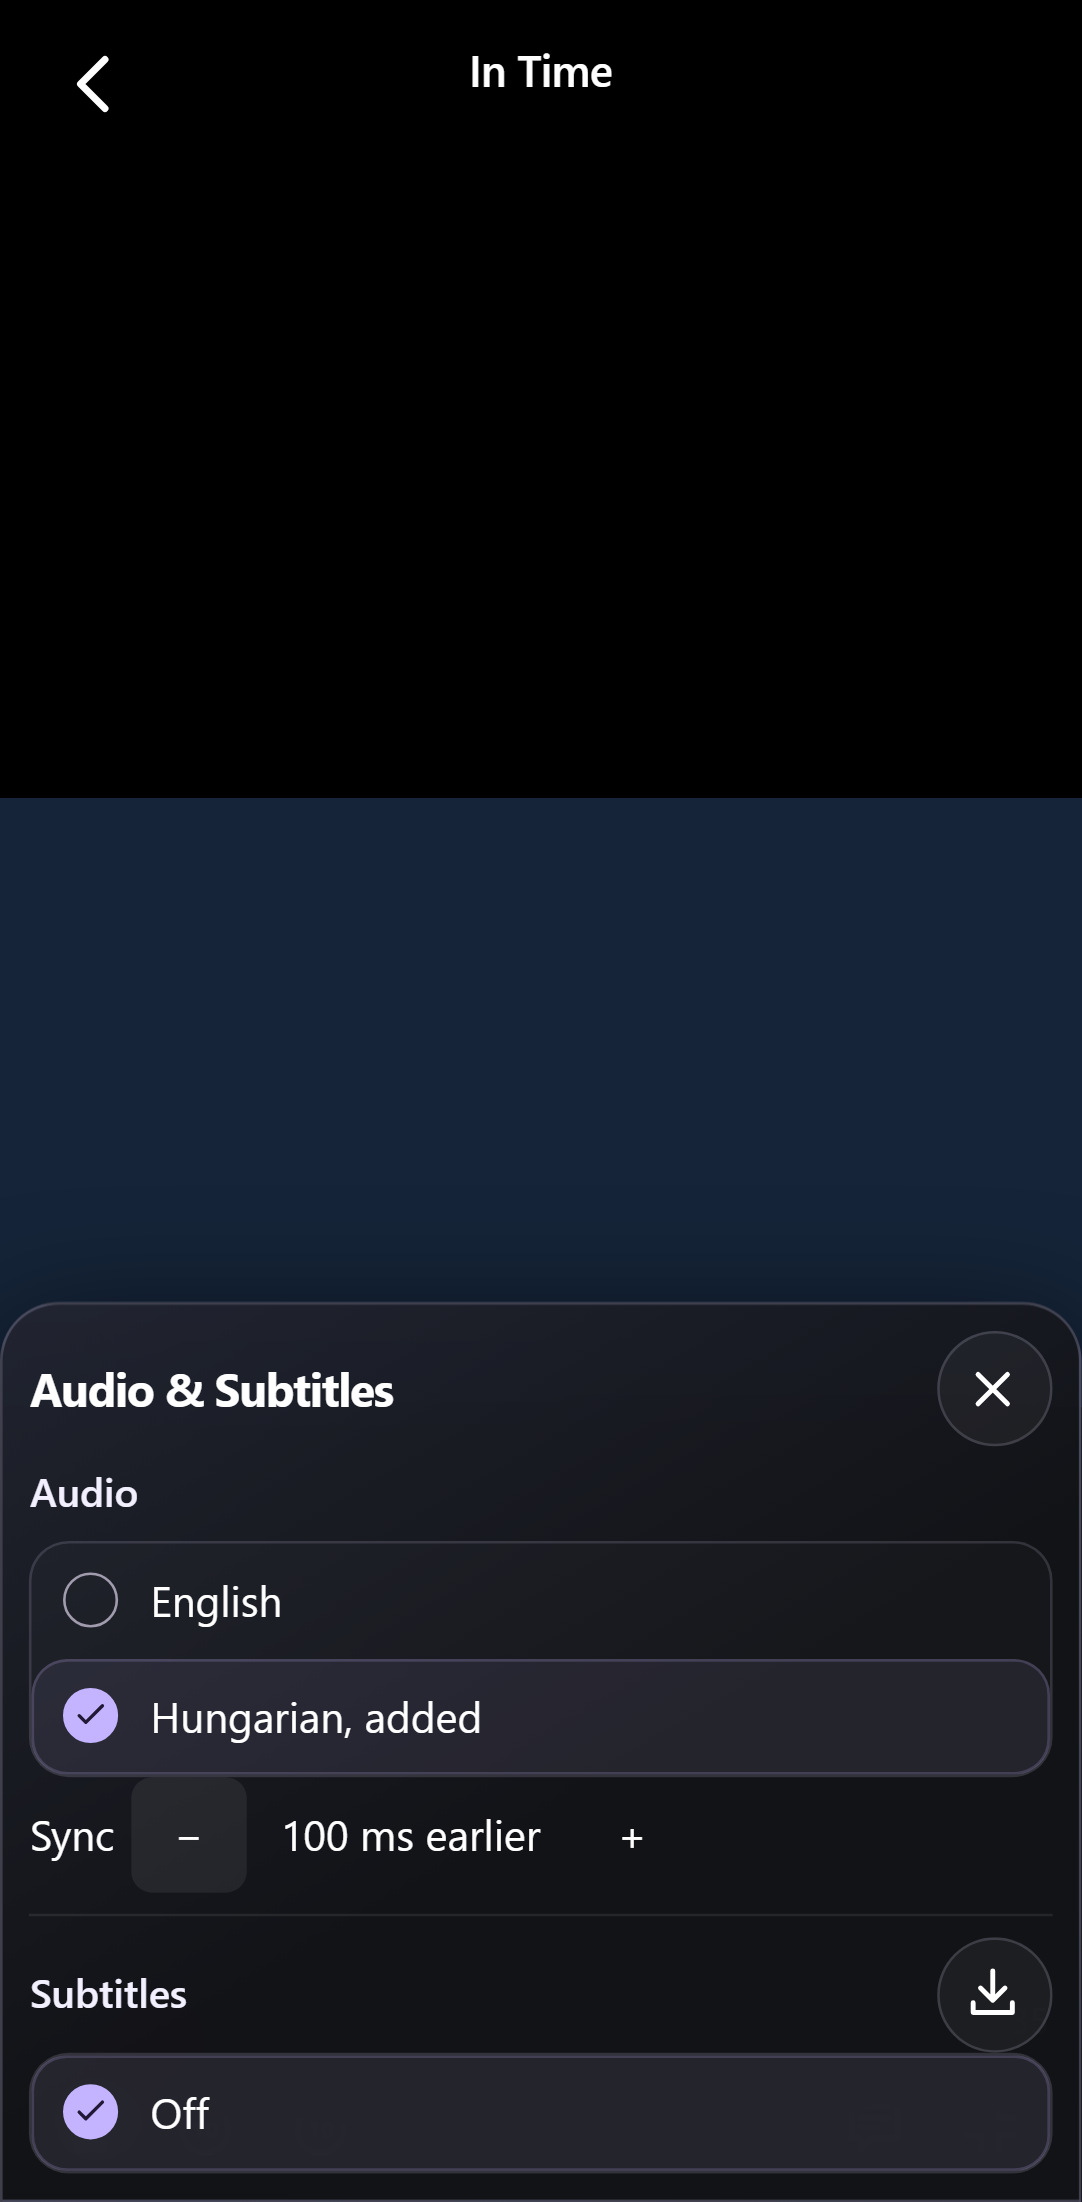 In Time
Audio & Subtitles
Audio
English
Hungarian, added
Sync – 100 ms earlier +
Subtitles
Off